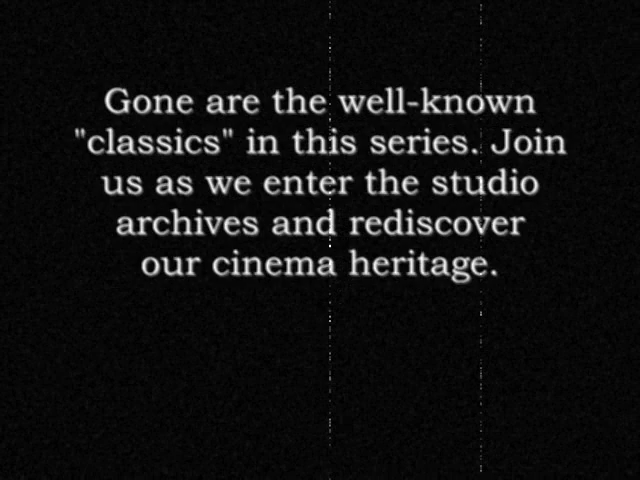 Gone are the well-known
"classics" in this series. Join
us as we enter the studio
archives and rediscover
our cinema heritage.